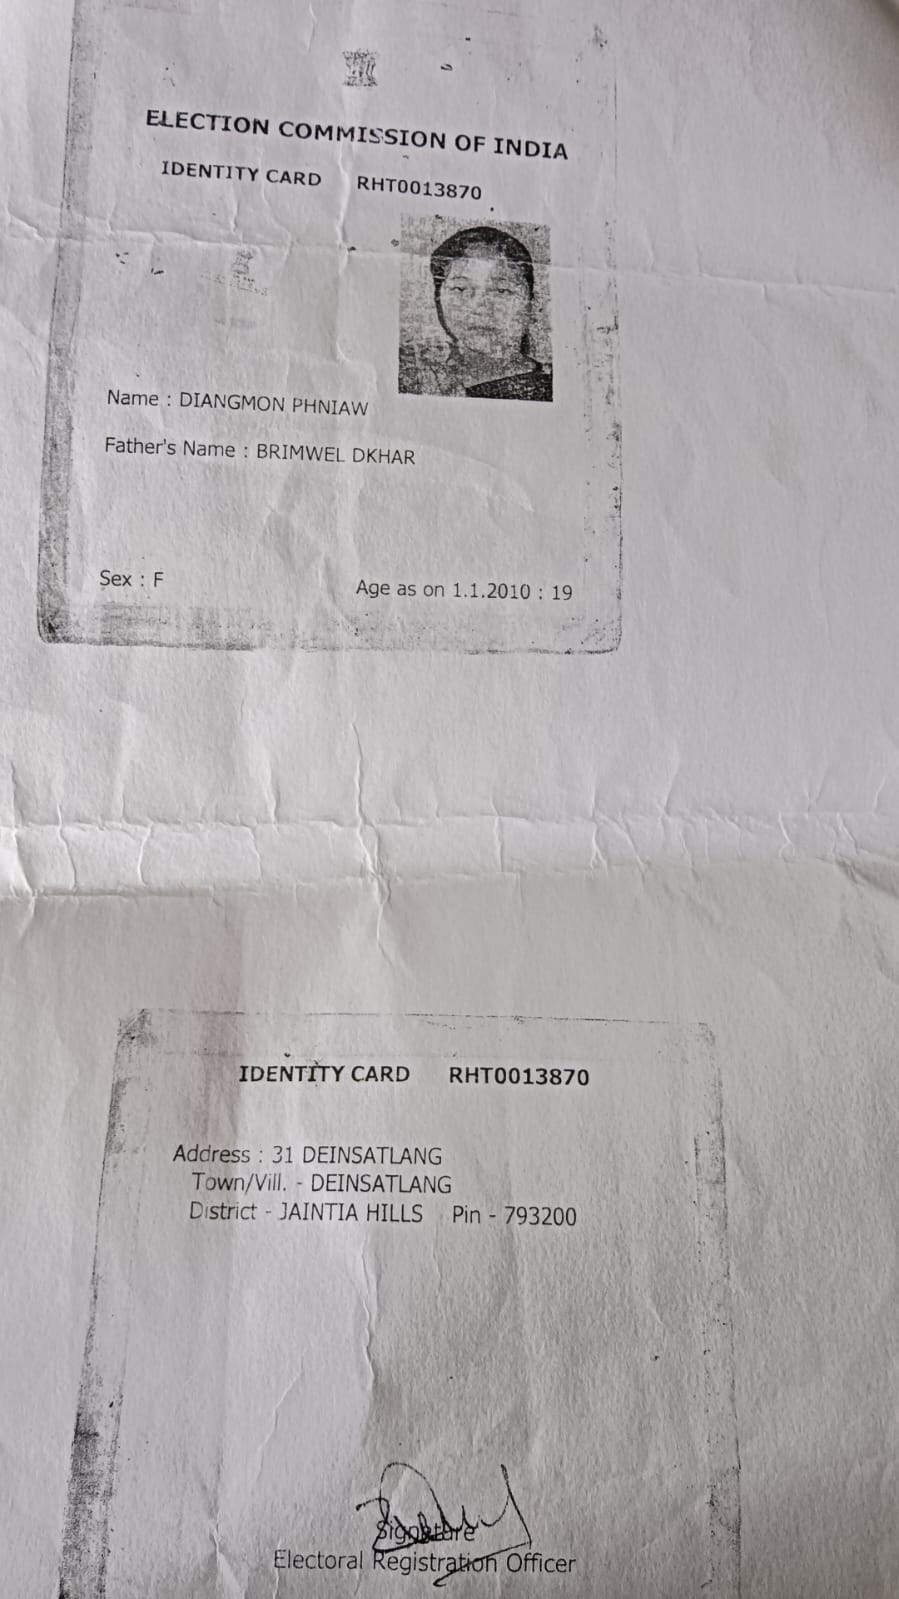 ELECTION COMMISSION OF INDIA
IDENTITY CARD RHT0013870
Name : DIANGMON PHNIAW
Father's Name : BRIMWEL DKHAR
Sex : F Age as on 1.1.2010 : 19
IDENTITY CARD RHT0013870
Address : 31 DEINSATLANG
Town/Vill. - DEINSATLANG
District - JAINTIA HILLS Pin - 793200
Signature
Electoral Registration Officer